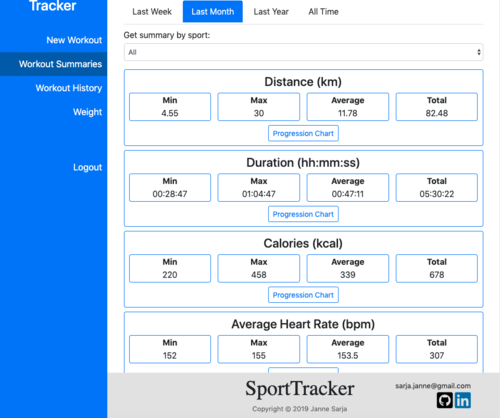 Tracker
New Workout
Workout Summaries
Workout History
Weight
Logout
Last Week Last Month Last Year All Time
Get summary by sport:
All
Distance (km)
Min Max Average Total
4.55 30 11.78 82.48
Progression Chart
Duration (hh:mm:ss)
Min Max Average Total
00:28:47 01:04:47 00:47:11 05:30:22
Progression Chart
Calories (kcal)
Min Max Average Total
220 458 339 678
Progression Chart
Average Heart Rate (bpm)
Min Max Average Total
152 155 153.5 307
SportTracker
Copyright © 2019 Janne Sarja
sarja.janne@gmail.com
in